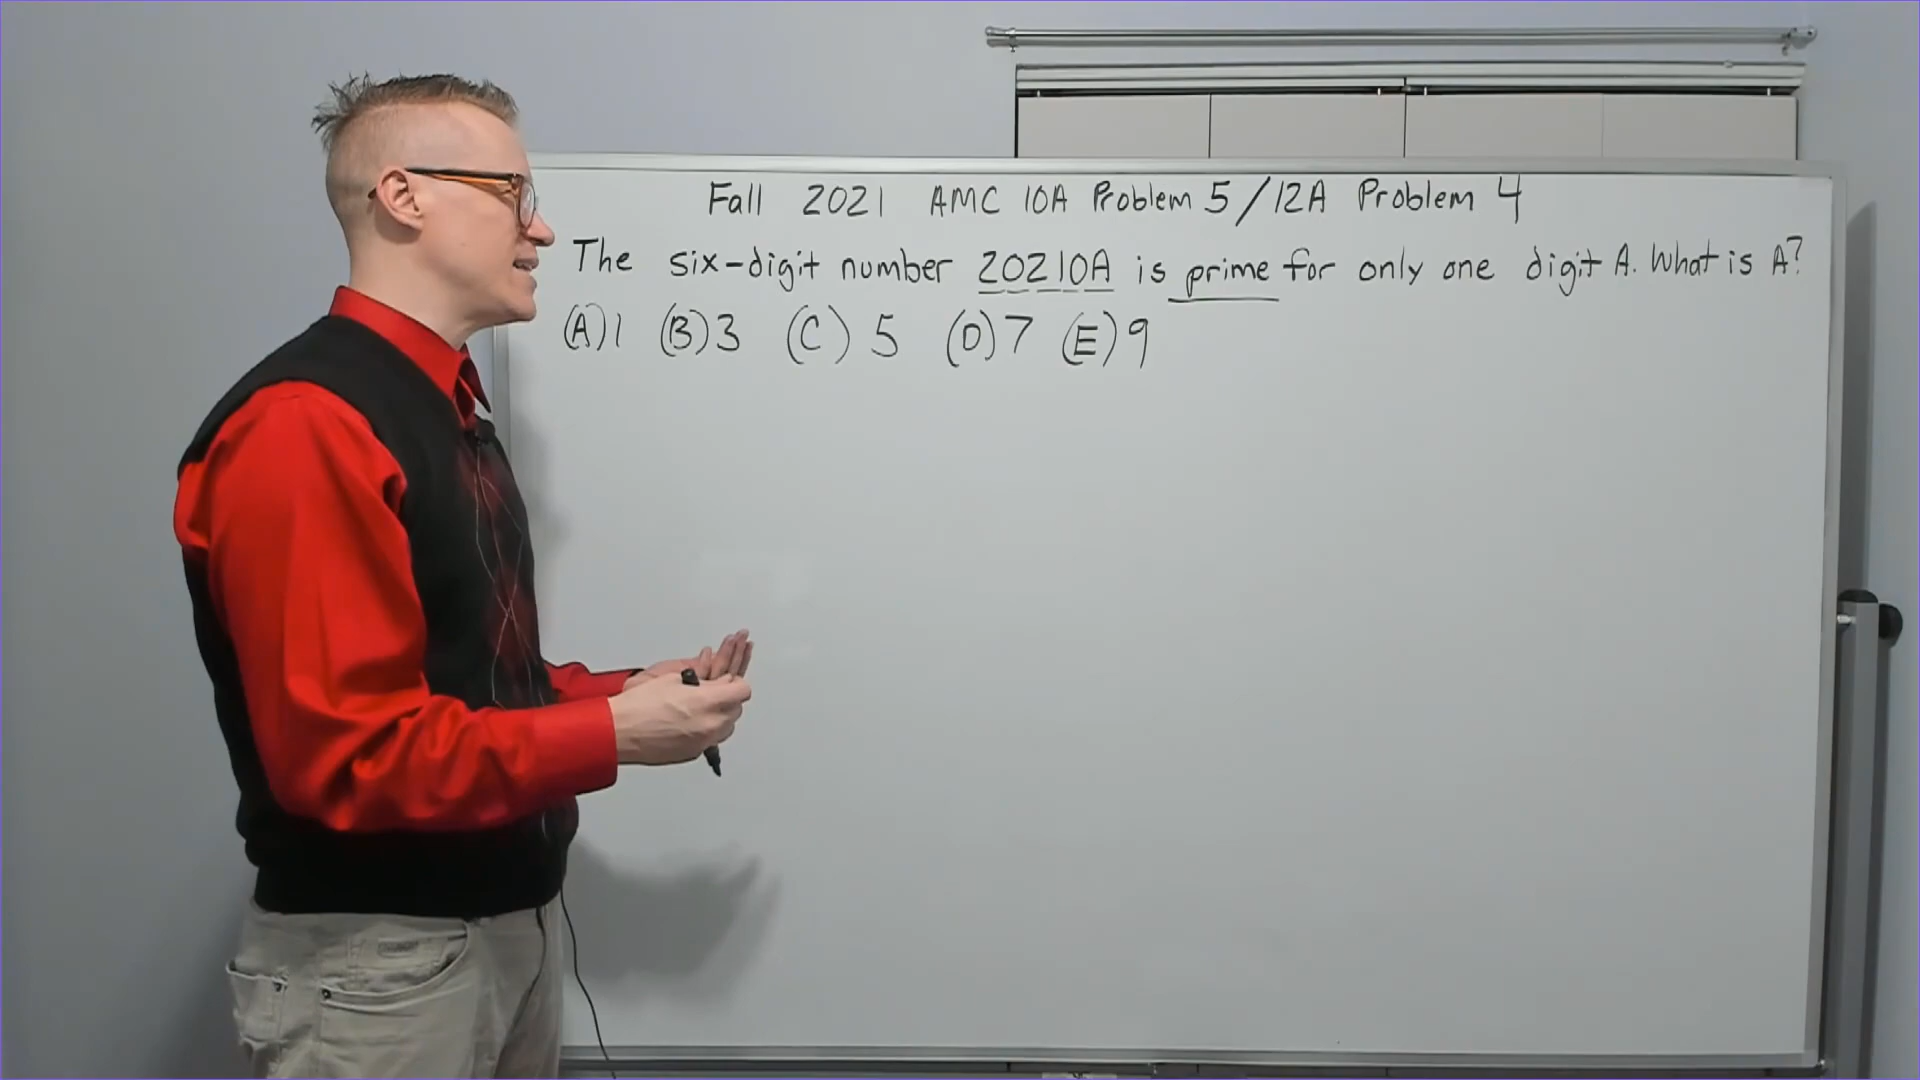 Fall 2021 AMC 10A Problem 5/12A Problem 4
The six-digit number 20210A is prime for only one digit A. What is A?
(A) 1 (B) 3 (C) 5 (D) 7 (E) 9